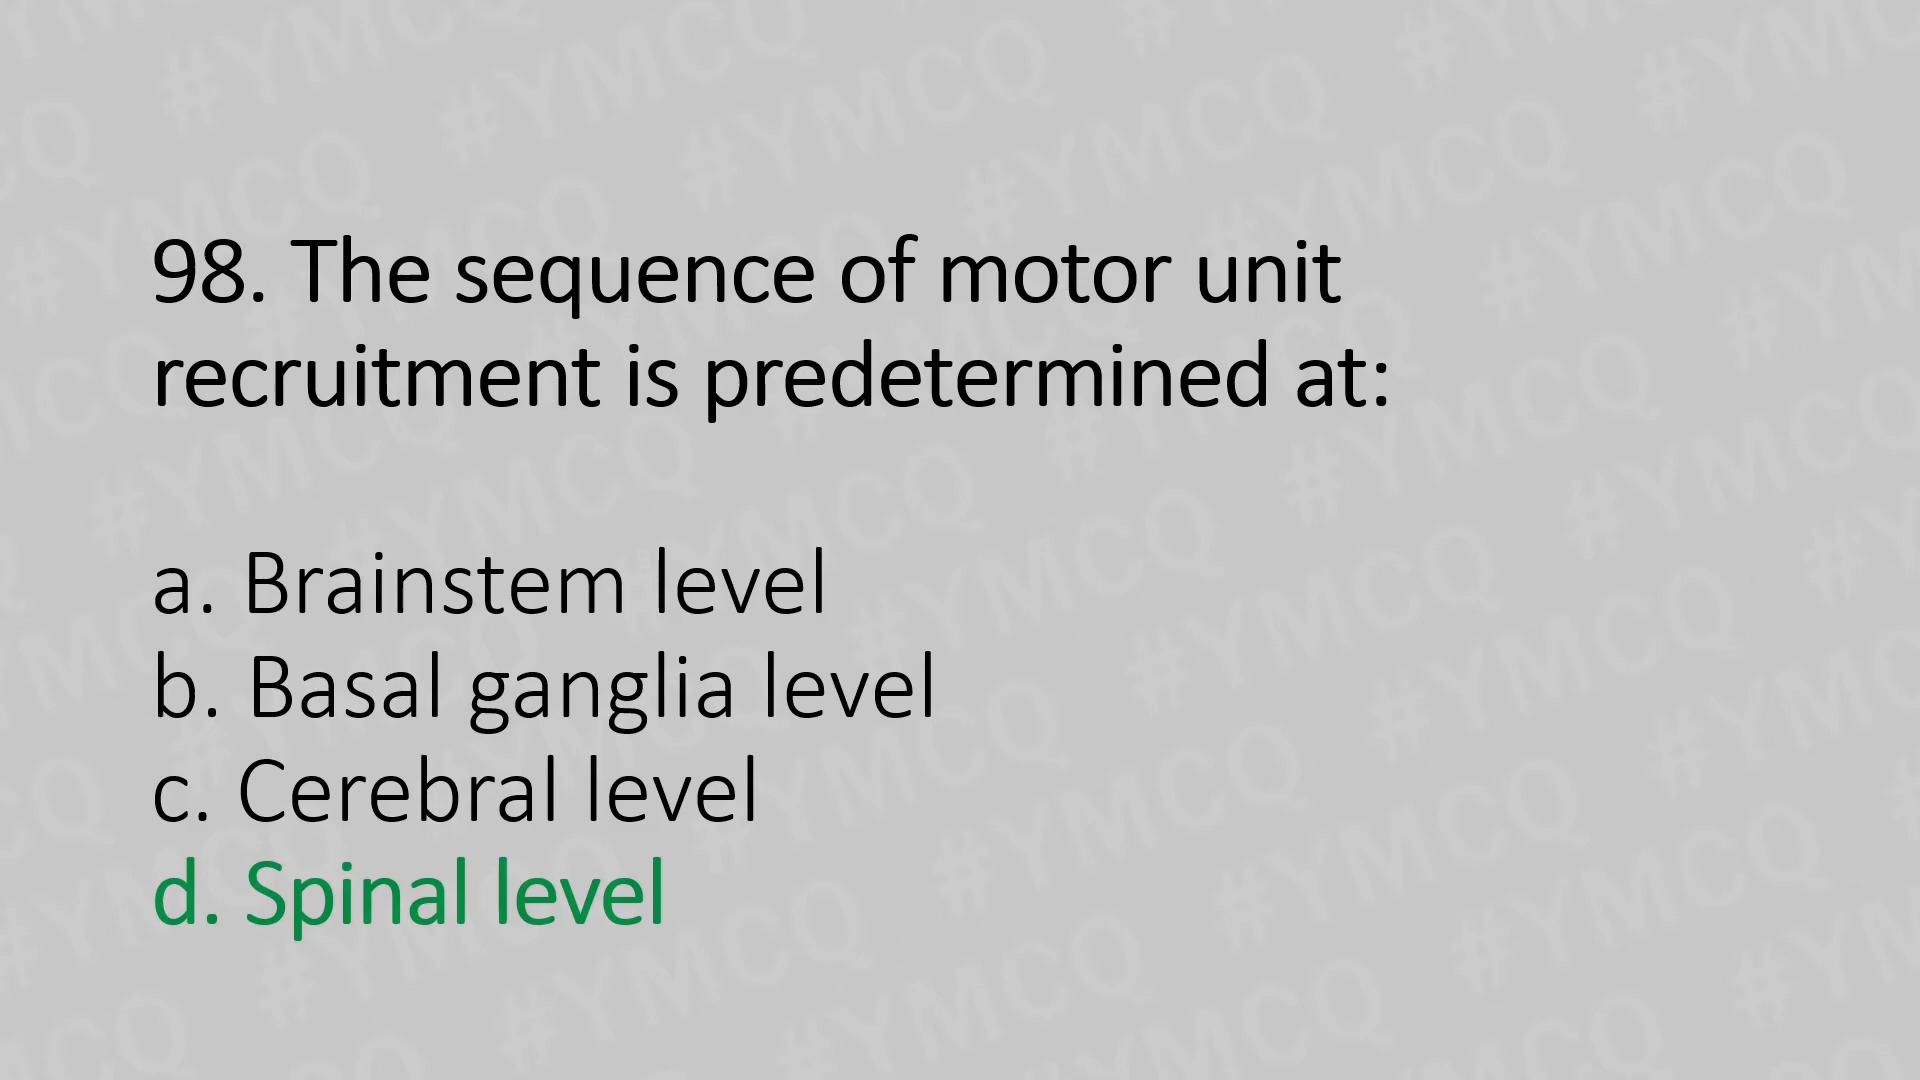 98. The sequence of motor unit
recruitment is predetermined at:
a. Brainstem level
b. Basal ganglia level
c. Cerebral level
d. Spinal level
#YMCQ